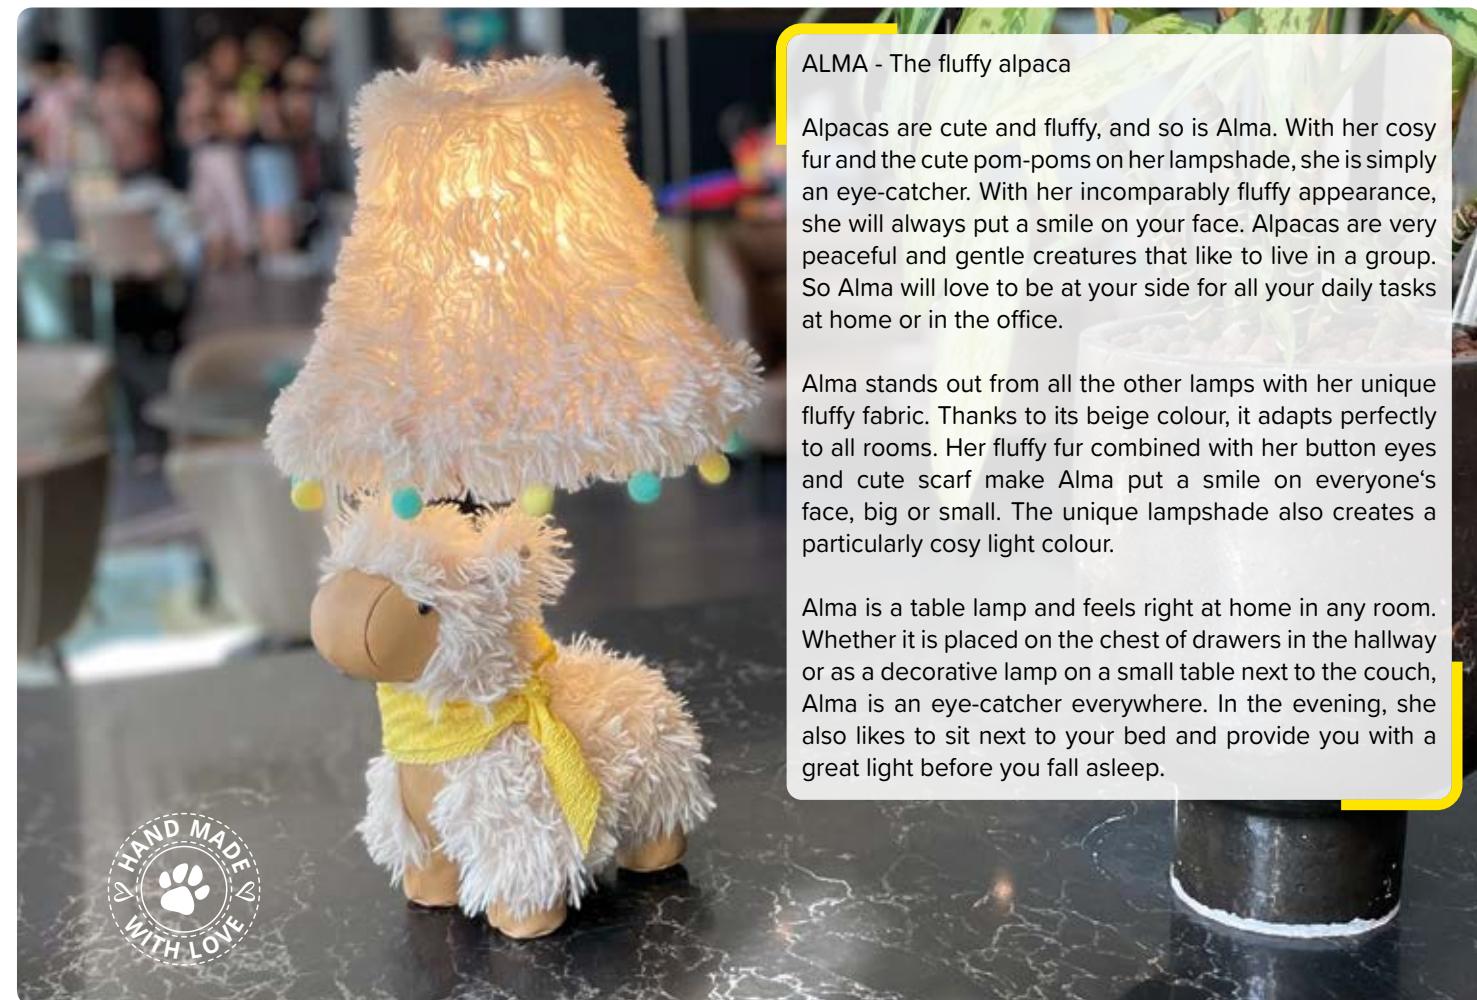 ALMA - The fluffy alpaca
Alpacas are cute and fluffy, and so is Alma. With her cosy
fur and the cute pom-poms on her lampshade, she is simply
an eye-catcher. With her incomparably fluffy appearance,
she will always put a smile on your face. Alpacas are very
peaceful and gentle creatures that like to live in a group.
So Alma will love to be at your side for all your daily tasks
at home or in the office.
Alma stands out from all the other lamps with her unique
fluffy fabric. Thanks to its beige colour, it adapts perfectly
to all rooms. Her fluffy fur combined with her button eyes
and cute scarf make Alma put a smile on everyone‘s
face, big or small. The unique lampshade also creates a
particularly cosy light colour.
Alma is a table lamp and feels right at home in any room.
Whether it is placed on the chest of drawers in the hallway
or as a decorative lamp on a small table next to the couch,
Alma is an eye-catcher everywhere. In the evening, she
also likes to sit next to your bed and provide you with a
great light before you fall asleep.
HAND MADE
WITH LOVE